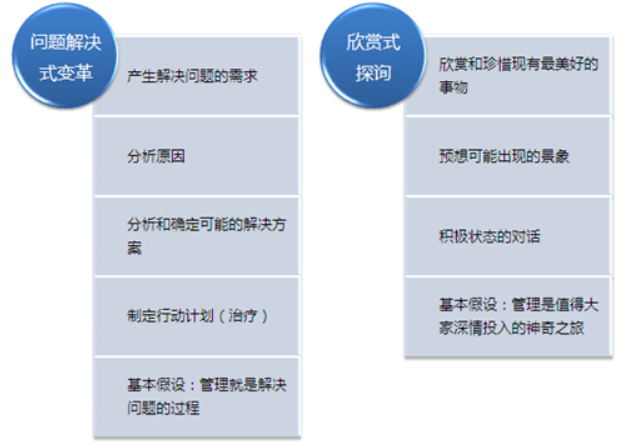 问题解决
式变革
产生解决问题的需求
分析原因
分析和确定可能的解决方
案
制定行动计划（治疗）
基本假设：管理就是解决
问题的过程
欣赏式
探询
欣赏和珍惜现有最美好的
事物
预想可能出现的景象
积极状态的对话
基本假设：管理是值得大
家深情投入的神奇之旅